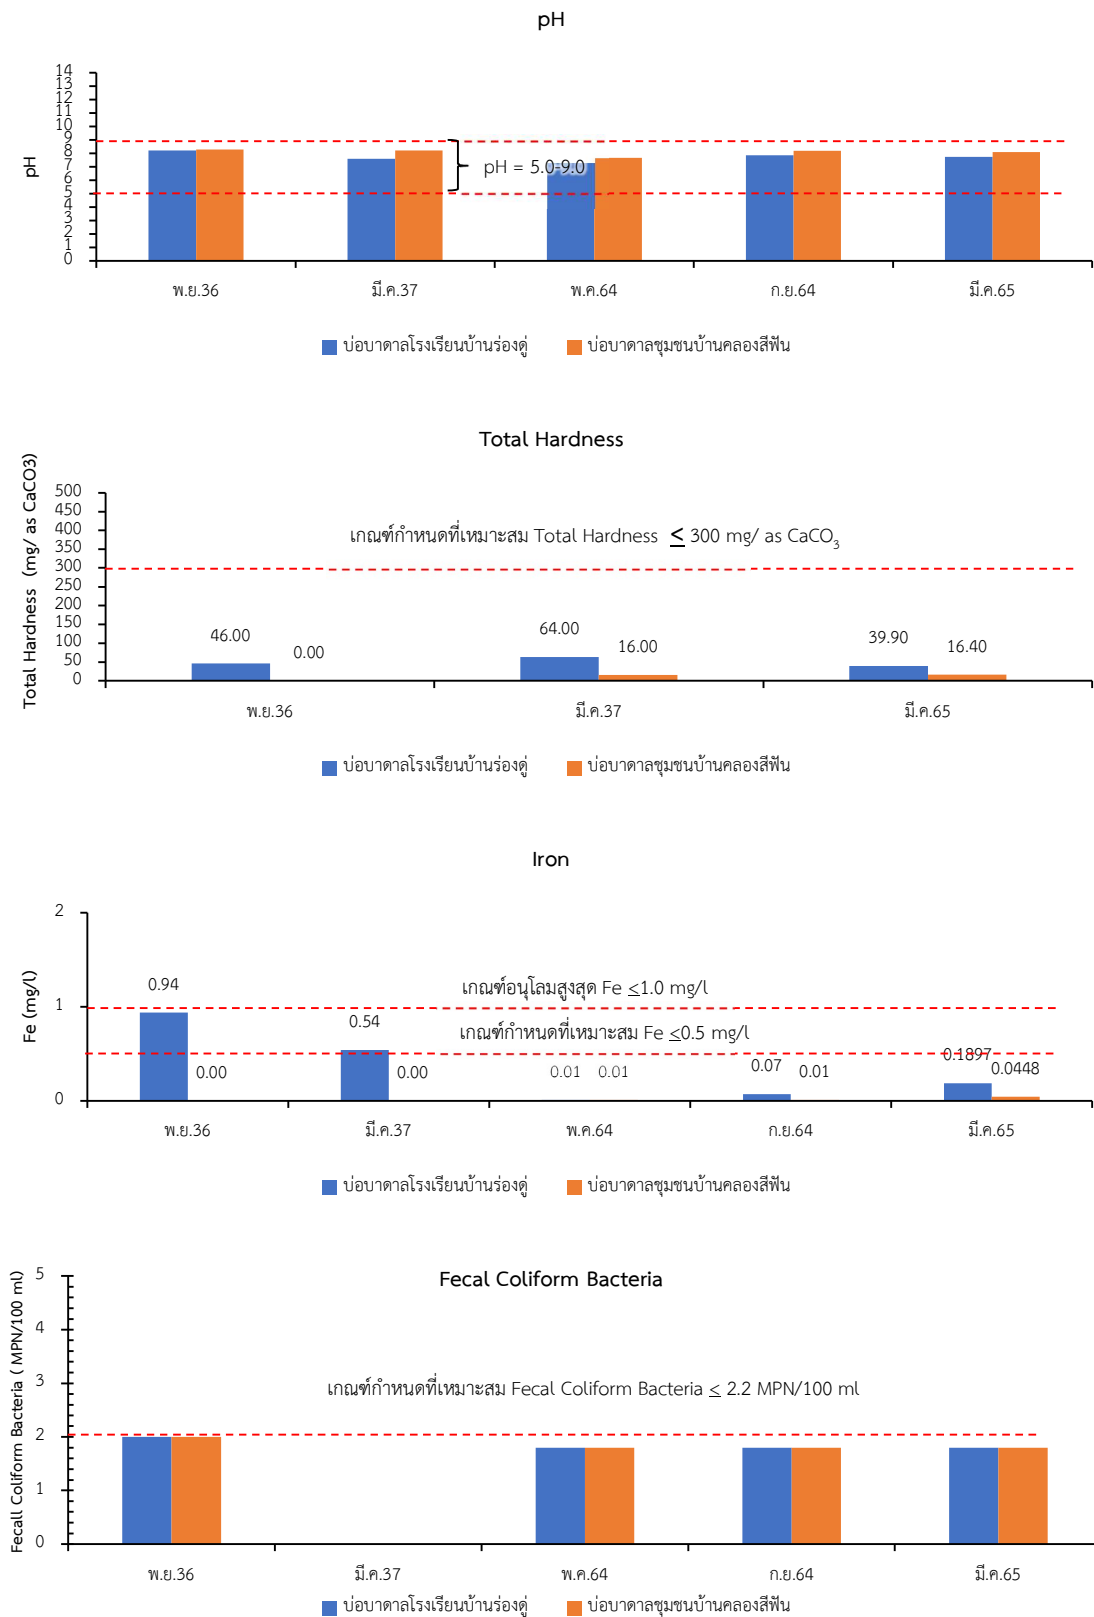 pH
14
13
12
11
10
9
8
7
6
5
4
3
2
1
0
pH
pH = 5.0-9.0
พ.ย.36 มี.ค.37 พ.ค.64 ก.ย.64 มี.ค.65
บ่อบาดาลโรงเรียนบ้านร่องดู่ บ่อบาดาลชุมชนบ้านคลองสีฟัน
Total Hardness
Total Hardness (mg/ as CaCO3)
500
450
400
350
300
250
200
150
100
50
0
เกณฑ์กำหนดที่เหมาะสม Total Hardness ≤ 300 mg/ as CaCO3
46.00 0.00 64.00 16.00 39.90 16.40
พ.ย.36 มี.ค.37 มี.ค.65
บ่อบาดาลโรงเรียนบ้านร่องดู่ บ่อบาดาลชุมชนบ้านคลองสีฟัน
Iron
Fe (mg/l)
2
1
0
เกณฑ์อนุโลมสูงสุด Fe ≤1.0 mg/l
เกณฑ์กำหนดที่เหมาะสม Fe ≤0.5 mg/l
0.94 0.00 0.54 0.00 0.01 0.01 0.07 0.01 0.1897 0.0448
พ.ย.36 มี.ค.37 พ.ค.64 ก.ย.64 มี.ค.65
บ่อบาดาลโรงเรียนบ้านร่องดู่ บ่อบาดาลชุมชนบ้านคลองสีฟัน
Fecal Coliform Bacteria
Fecall Coliform Bacteria ( MPN/100 ml)
5
4
3
2
1
0
เกณฑ์กำหนดที่เหมาะสม Fecal Coliform Bacteria ≤ 2.2 MPN/100 ml
พ.ย.36 มี.ค.37 พ.ค.64 ก.ย.64 มี.ค.65
บ่อบาดาลโรงเรียนบ้านร่องดู่ บ่อบาดาลชุมชนบ้านคลองสีฟัน